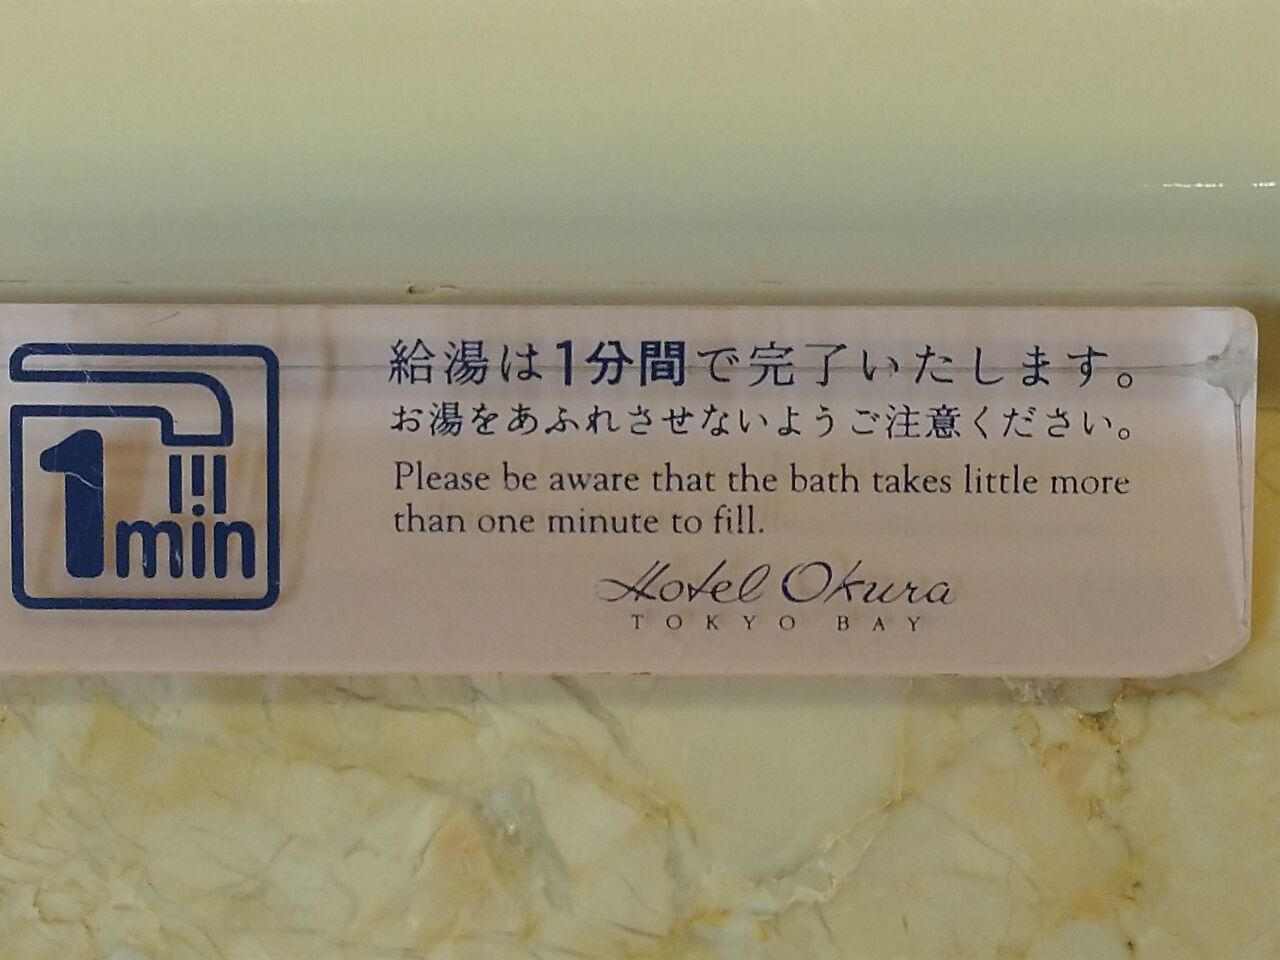 1min
給湯は1分間で完了いたします。
お湯をあふれさせないようご注意ください。
Please be aware that the bath takes little more
than one minute to fill.
Hotel Okura
TOKYO BAY